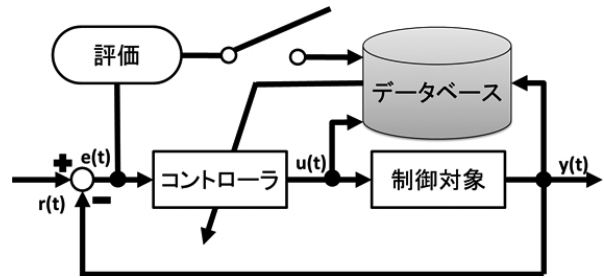 評価
データベース
e(t)
u(t)
y(t)
+
コントローラ
制御対象
r(t)
−